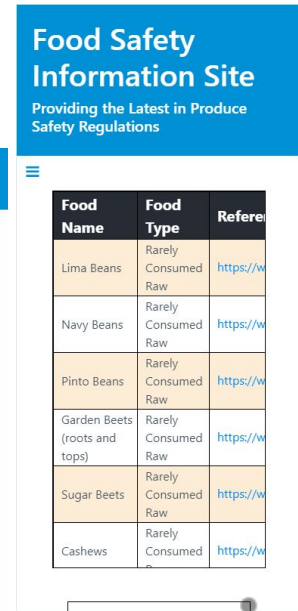 Food Safety
Information Site
Providing the Latest in Produce
Safety Regulations
Food Name Food Type
Lima Beans Rarely Consumed Raw https://w
Navy Beans Rarely Consumed Raw https://w
Pinto Beans Rarely Consumed Raw https://w
Garden Beets (roots and tops) Rarely Consumed Raw https://w
Sugar Beets Rarely Consumed Raw https://w
Cashews Rarely Consumed https://w